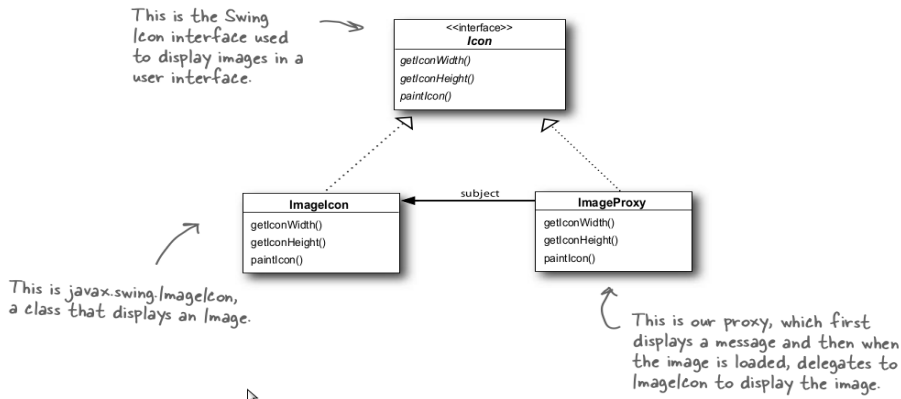 This is the Swing
Icon interface used
to display images in a
user interface.
<<interface>>
Icon
getIconWidth()
getIconHeight()
paintIcon()
ImageIcon
getIconWidth()
getIconHeight()
paintIcon()
subject
ImageProxy
getIconWidth()
getIconHeight()
paintIcon()
This is javax.swing.ImageIcon,
a class that displays an Image.
This is our proxy, which first
displays a message and then when
the image is loaded, delegates to
ImageIcon to display the image.